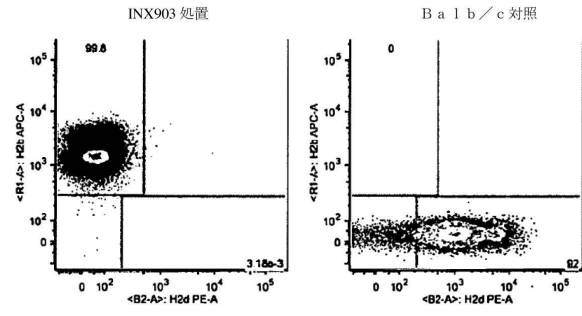 INX903 処置
Balb/c対照
99.8
0
10⁵
10⁴
10³
10²
0
<R1-A>: H2b APC-A
3.18e-3
0 10² 10³ 10⁴ 10⁵
<B2-A>: H2d PE-A
10⁵
10⁴
10³
10²
0
<R1-A>: H2b APC-A
92
0 10² 10³ 10⁴ 10⁵
<B2-A>: H2d PE-A